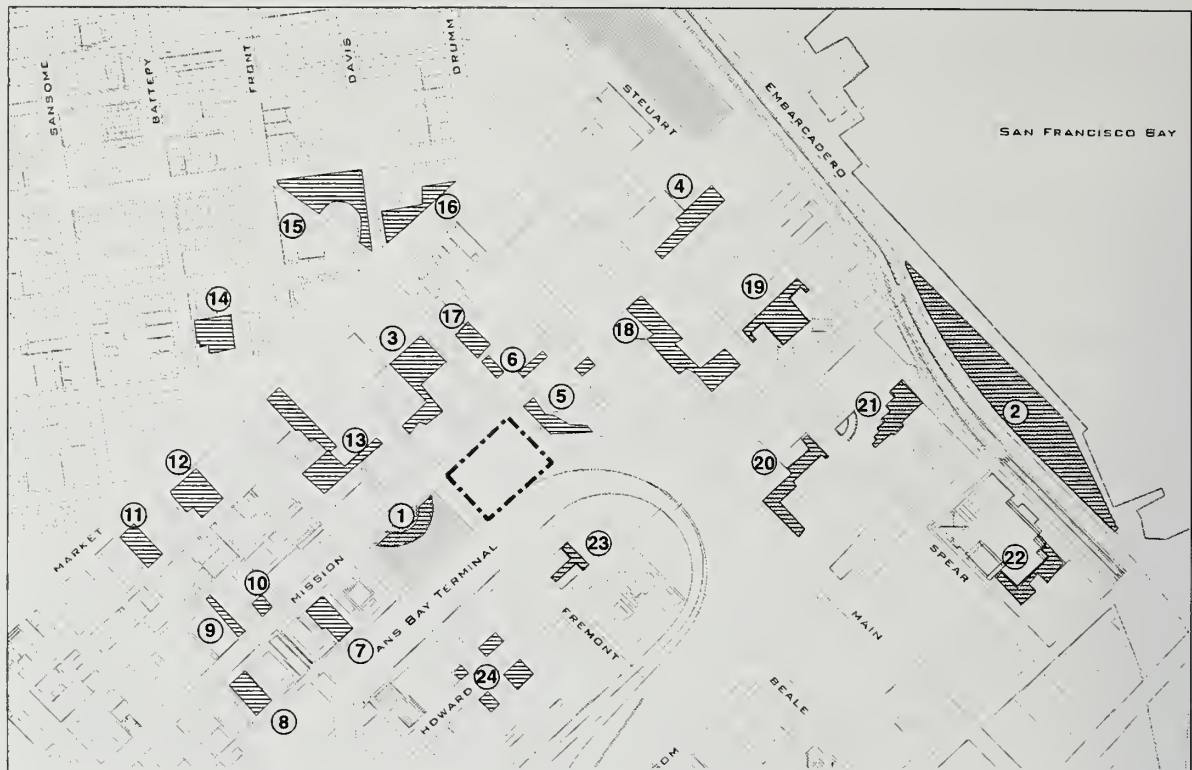 SANSOME
BATTERY
FRONT
DAVIS
DRUMM
STEUART
EMBARCADERO
SAN FRANCISCO BAY
4
16
15
19
14
17
3
6
18
5
2
21
13
12
20
1
11
MARKET
23
22
SPEAR
10
MISSION
ANS BAY TERMINAL
9
7
FREMONT
MAIN
24
HOWARD
BEALE
8
OM